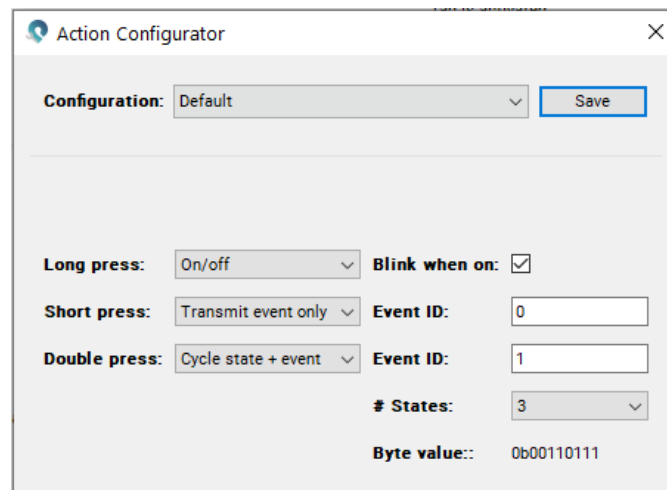 Action Configurator
Configuration: Default Save
Long press: On/off Blink when on:
Short press: Transmit event only Event ID: 0
Double press: Cycle state + event Event ID: 1
# States: 3
Byte value:: 0b00110111